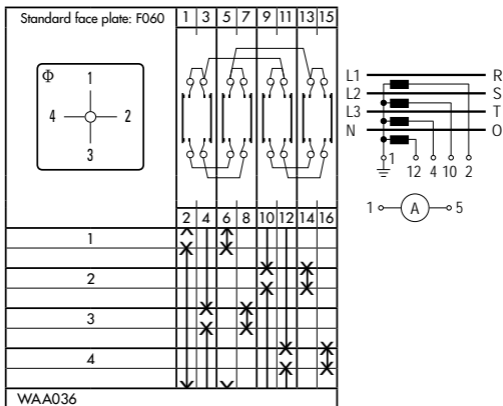 Standard face plate: F060 1 3 5 7 9 11 13 15
Φ
1
4 2
3
L1 R
L2 S
L3 T
N O
1 12 4 10 2
1 A 5
2 4 6 8 10 12 14 16
1
2
3
4
WAA036